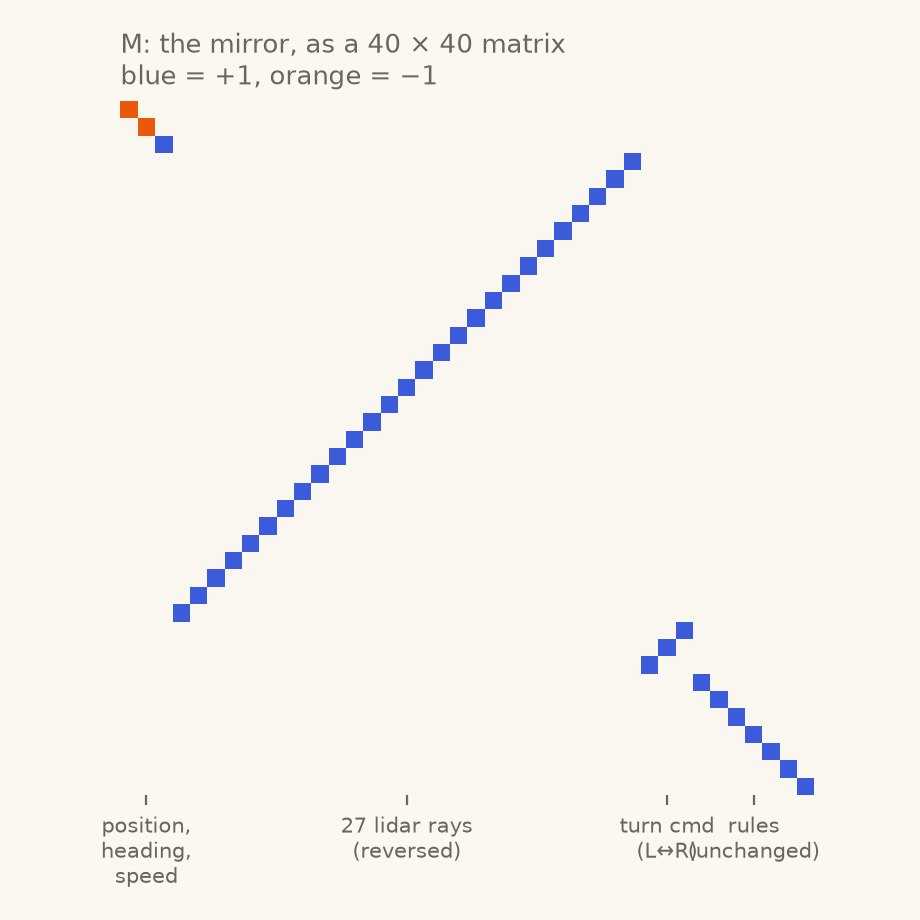 M: the mirror, as a 40 × 40 matrix
blue = +1, orange = −1
position,
heading,
speed
27 lidar rays
(reversed)
turn cmd
(L↔R)
rules
(unchanged)